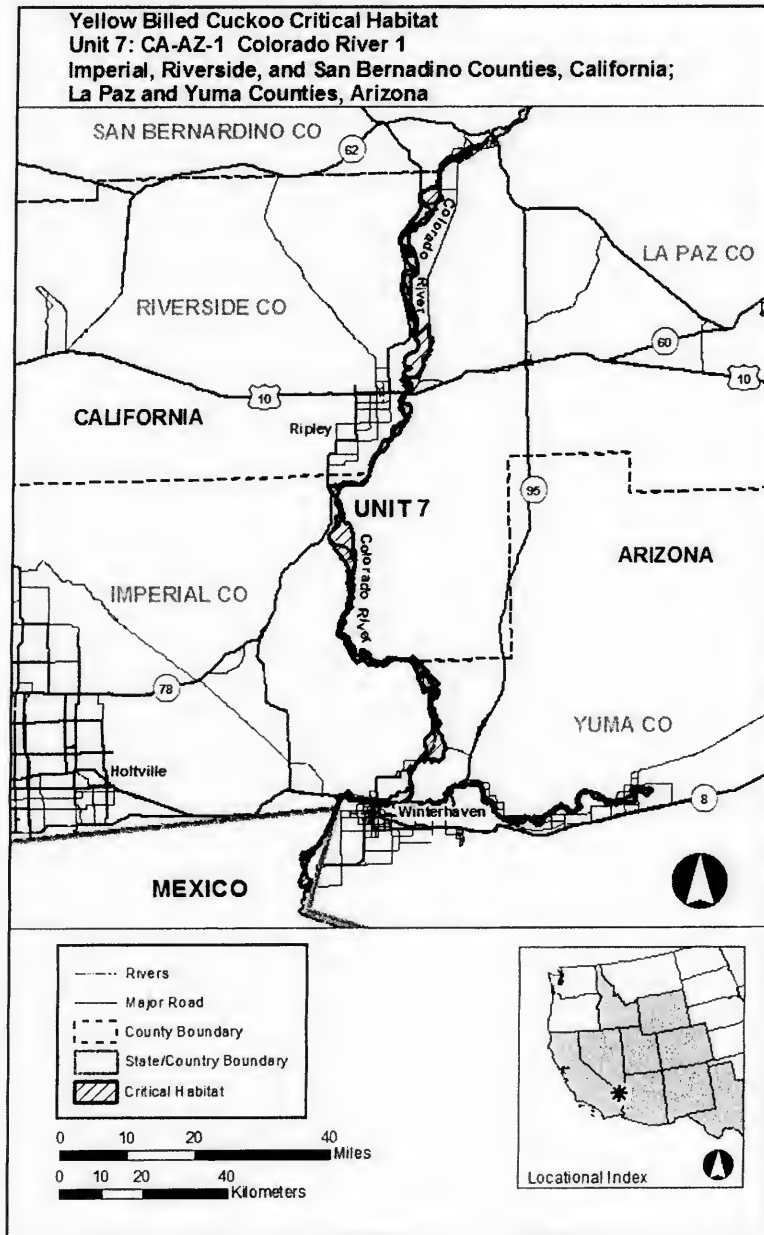 Yellow Billed Cuckoo Critical Habitat
Unit 7: CA-AZ-1 Colorado River 1
Imperial, Riverside, and San Bernadino Counties, California;
La Paz and Yuma Counties, Arizona
SAN BERNARDINO CO
62
Colorado River
LA PAZ CO
RIVERSIDE CO
60
10
10
CALIFORNIA
Ripley
95
UNIT 7
Colorado River
ARIZONA
IMPERIAL CO
78
YUMA CO
Holtville
Winterhaven
8
MEXICO
Rivers
Major Road
County Boundary
State/Country Boundary
Critical Habitat
0 10 20 40
Miles
0 10 20 40
Kilometers
Locational Index